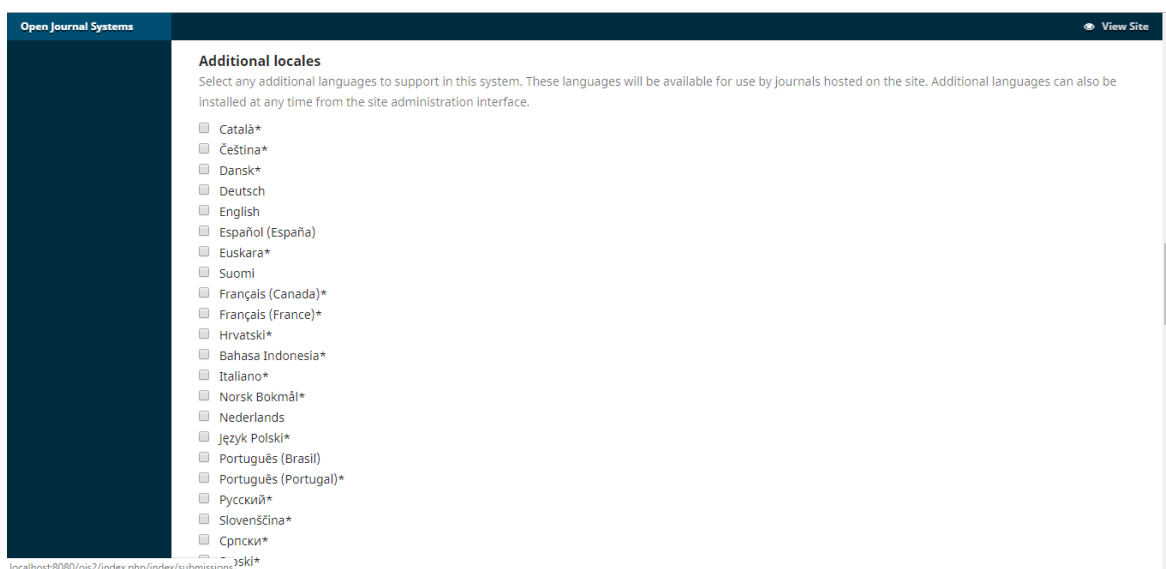 Open Journal Systems
View Site
Additional locales
Select any additional languages to support in this system. These languages will be available for use by journals hosted on the site. Additional languages can also be
installed at any time from the site administration interface.
Català*
Čeština*
Dansk*
Deutsch
English
Español (España)
Euskara*
Suomi
Français (Canada)*
Français (France)*
Hrvatski*
Bahasa Indonesia*
Italiano*
Norsk Bokmål*
Nederlands
Język Polski*
Português (Brasil)
Português (Portugal)*
Русский*
Slovenščina*
Српски*
localhost:8080/ojs2/index.php/index/submissions